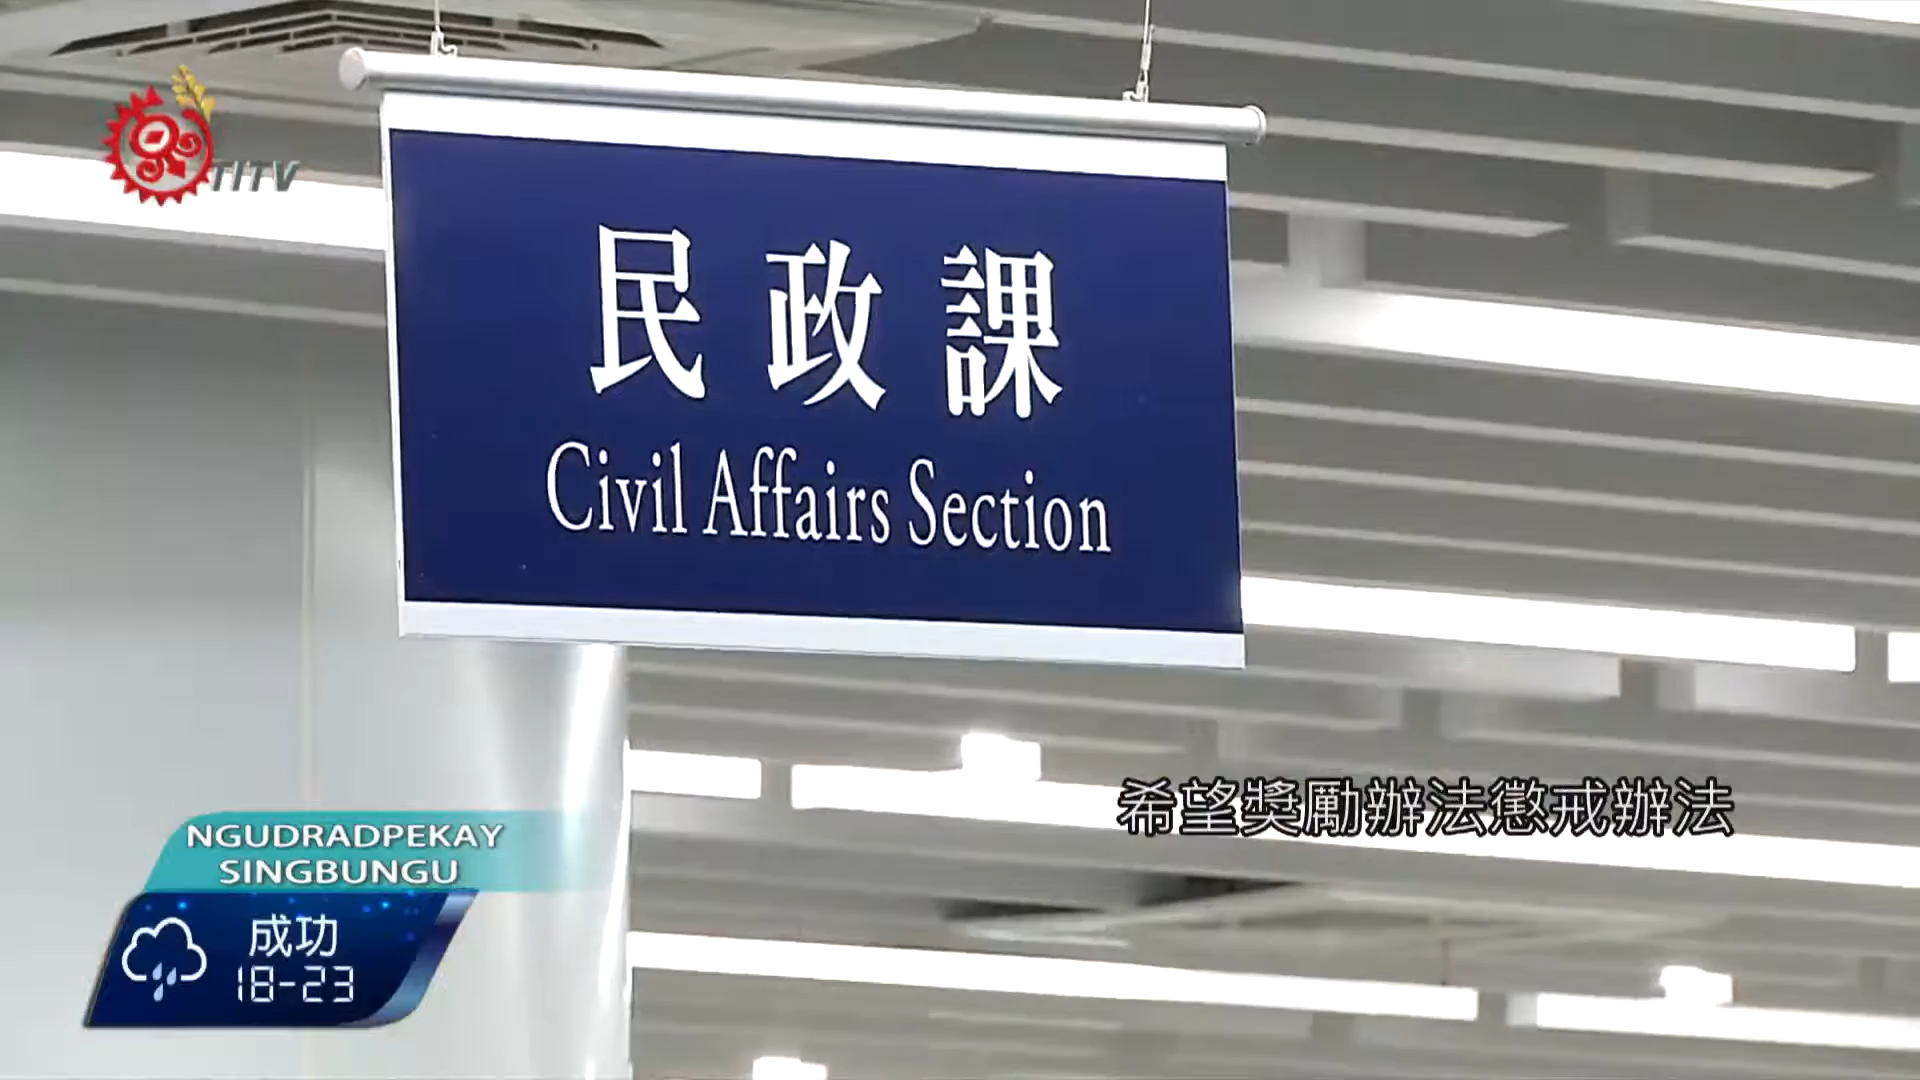 TITV
民政課
Civil Affairs Section
希望獎勵辦法懲戒辦法
NGUDRADPEKAY
SINGBUNGU
成功
18-23